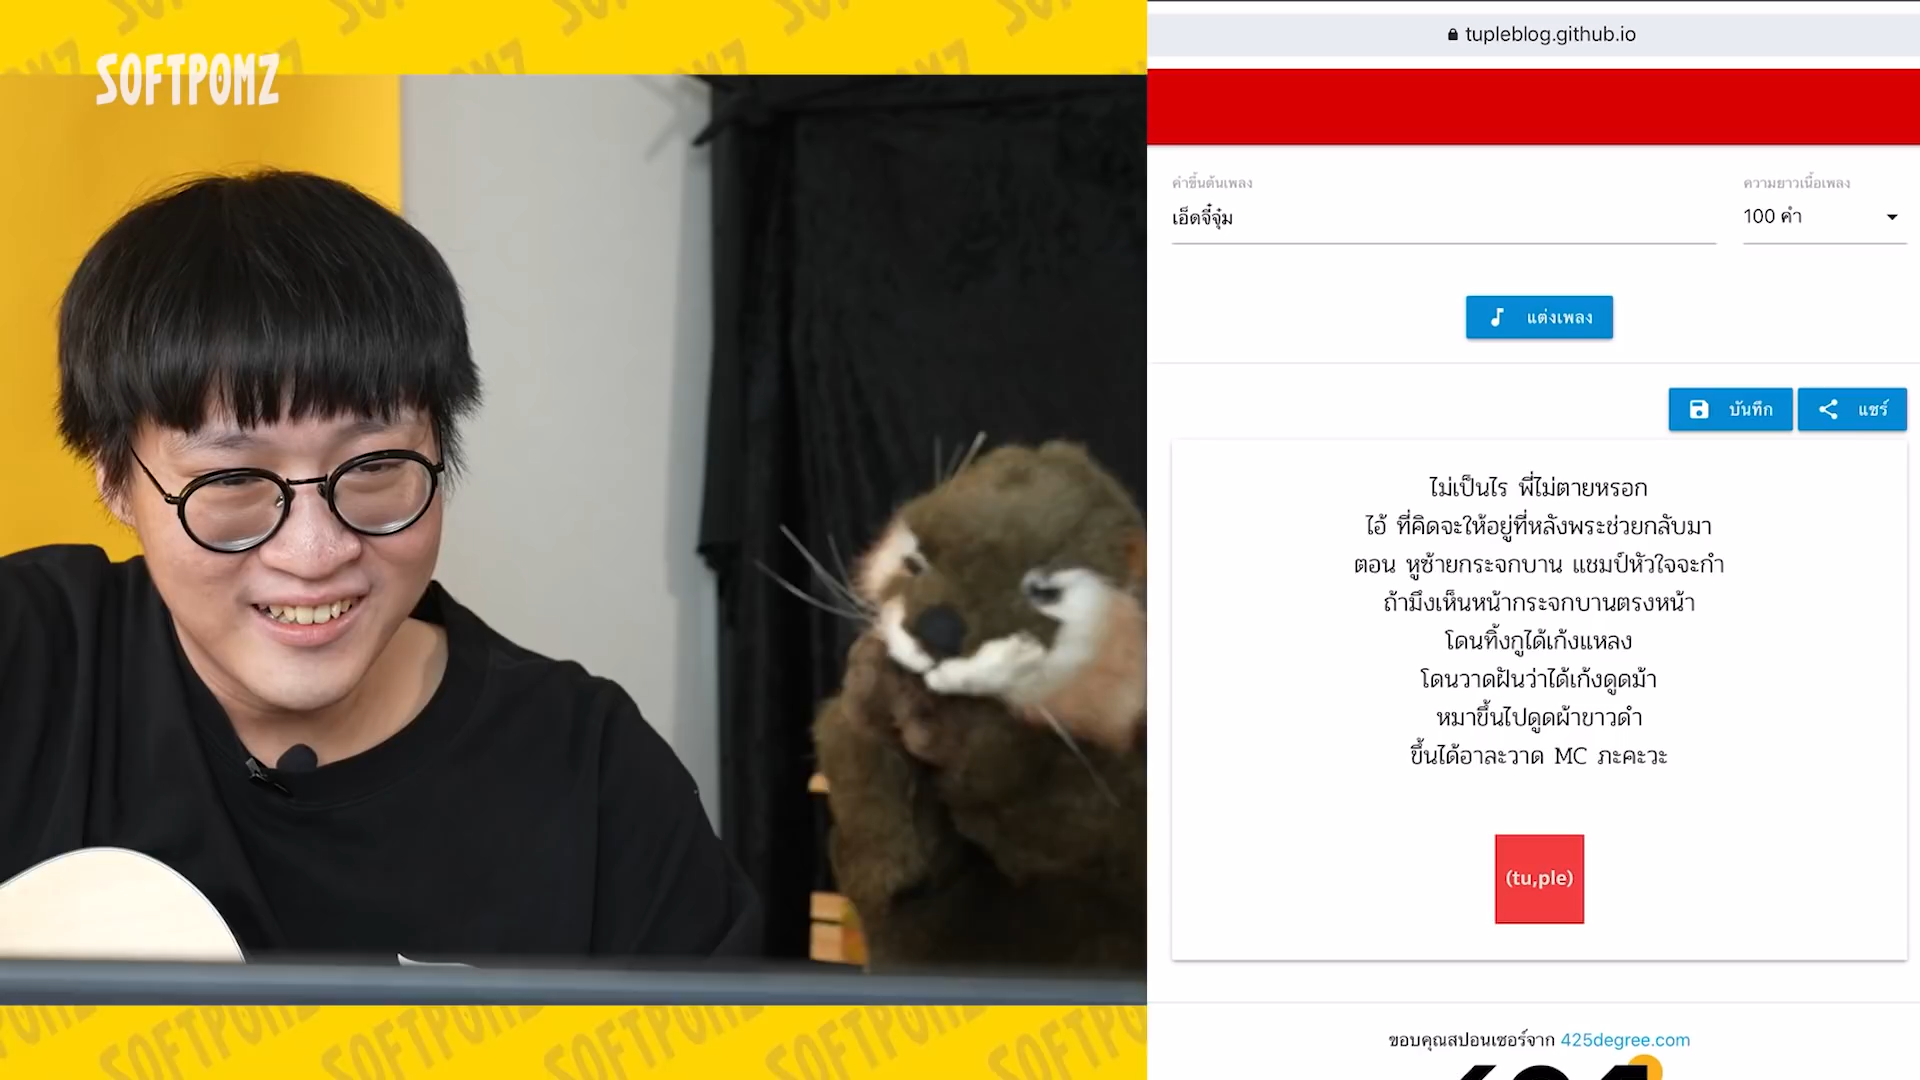 SOFTPOMZ
tupleblog.github.io
คำขึ้นต้นเพลง
ความยาวเนื้อเพลง
เอ็ดจี๋จุ๋ม
100 คำ
แต่งเพลง
บันทึก
แชร์
ไม่เป็นไร พี่ไม่ตายหรอก
ไอ้ ที่คิดจะให้อยู่ที่หลังพระช่วยกลับมา
ตอน หูซ้ายกระจกบาน แชมป์หัวใจจะกำ
ถ้ามึงเห็นหน้ากระจกบานตรงหน้า
โดนทิ้งกูได้เก้งแหลง
โดนวาดฝันว่าได้เก้งดูดม้า
หมาขึ้นไปดูดผ้าขาวดำ
ขึ้นได้อาละวาด MC ภะคะวะ
(tu,ple)
ขอบคุณสปอนเซอร์จาก 425degree.com